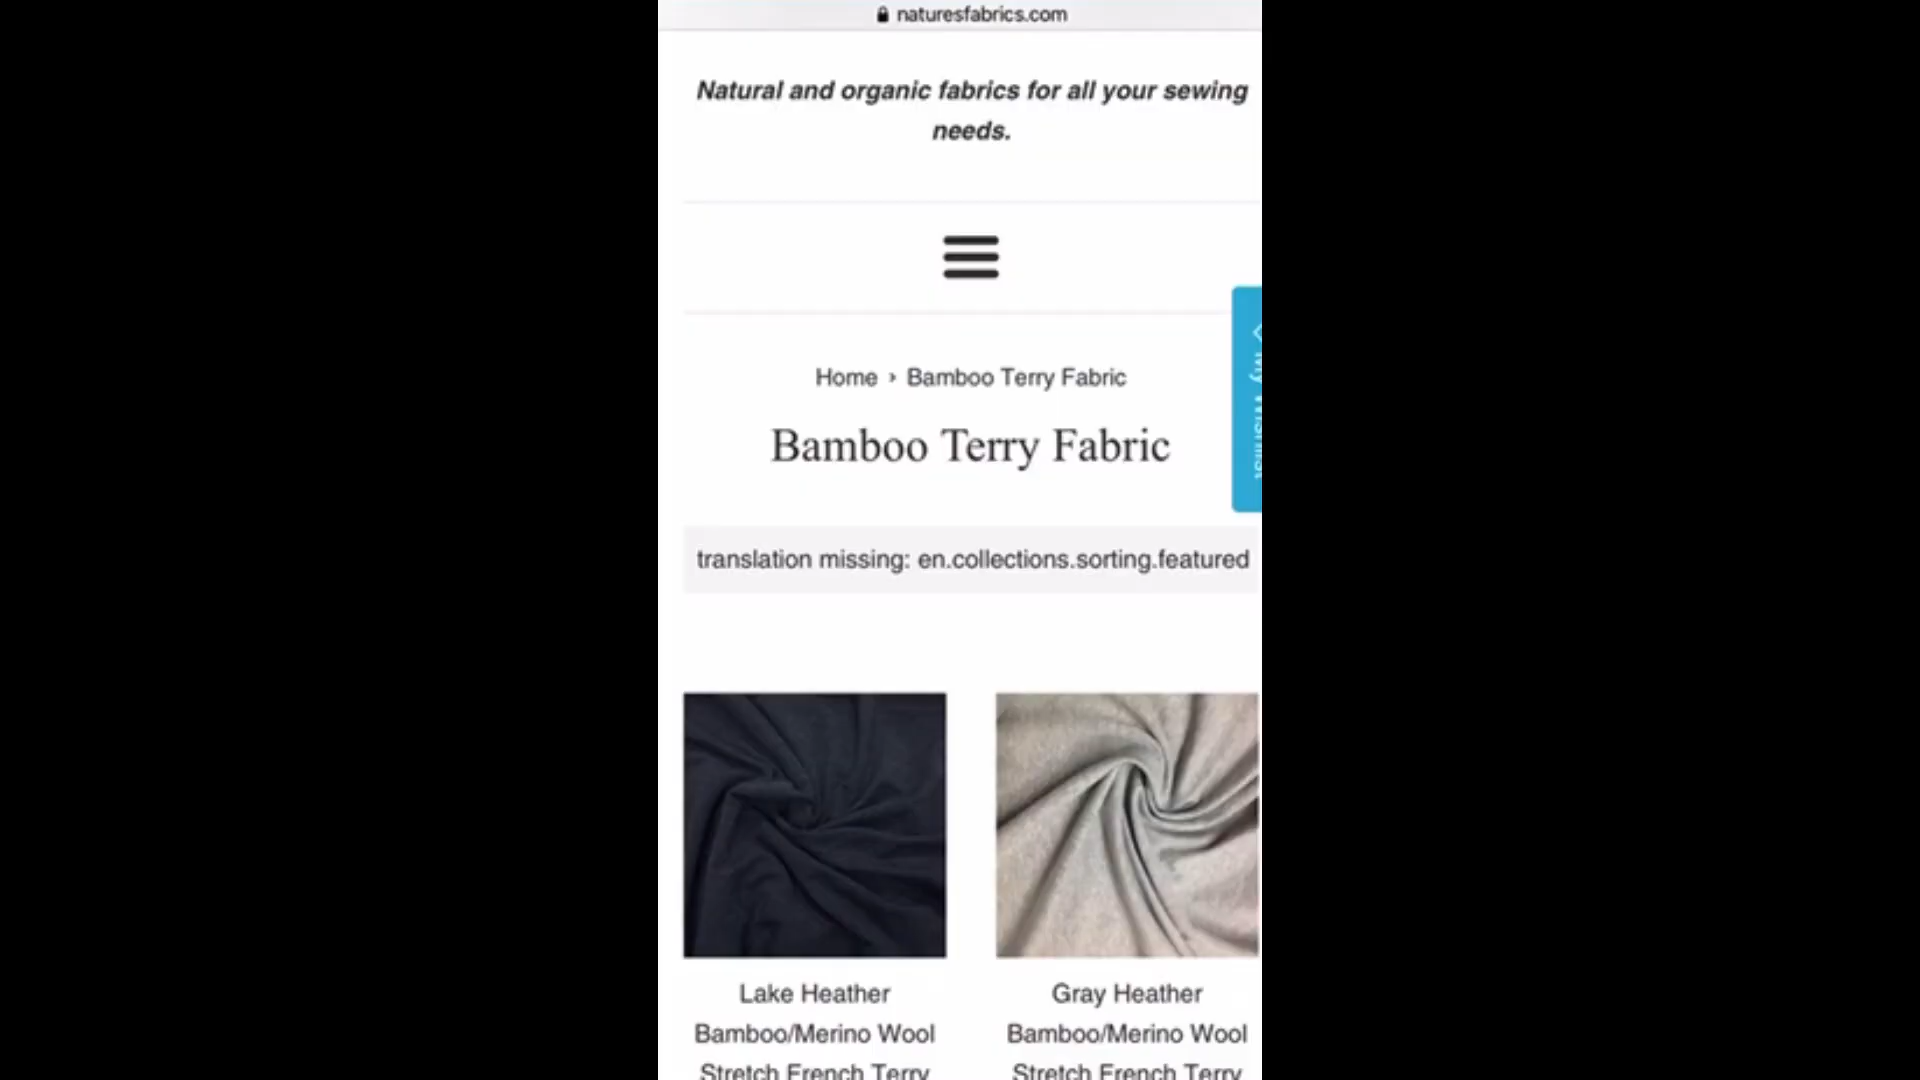 naturesfabrics.com
Natural and organic fabrics for all your sewing
needs.
Home › Bamboo Terry Fabric
Bamboo Terry Fabric
My Wishlist
translation missing: en.collections.sorting.featured
Lake Heather
Bamboo/Merino Wool
Stretch French Terry
Gray Heather
Bamboo/Merino Wool
Stretch French Terry